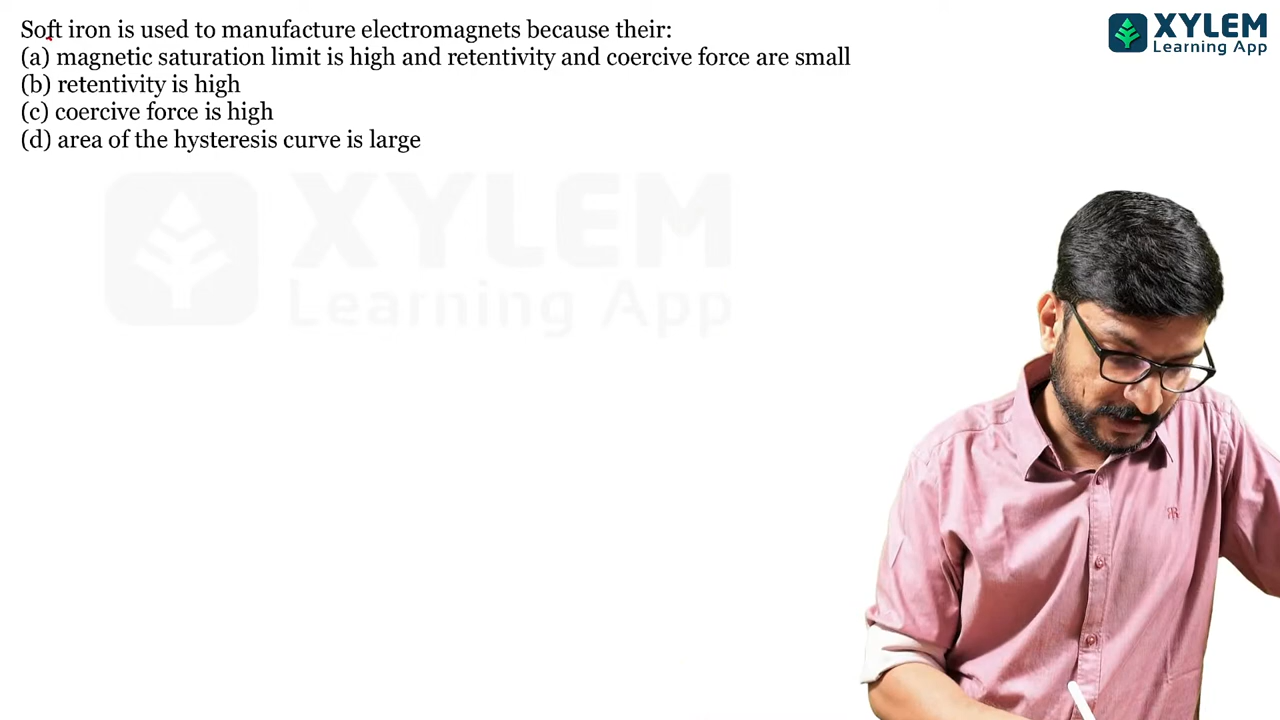 Soft iron is used to manufacture electromagnets because their:
(a) magnetic saturation limit is high and retentivity and coercive force are small
(b) retentivity is high
(c) coercive force is high
(d) area of the hysteresis curve is large
XYLEM
Learning App
XYLEM
Learning App